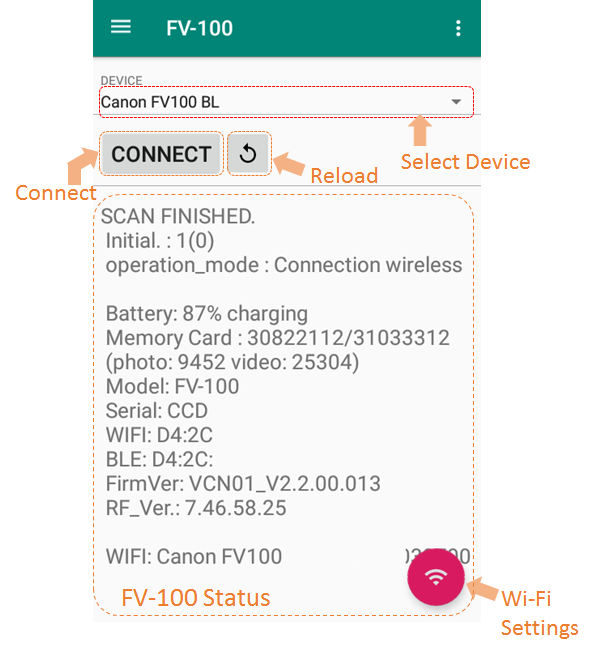 FV-100
DEVICE
Canon FV100 BL
CONNECT
Select Device
Connect
Reload
SCAN FINISHED.
Initial. : 1(0)
operation_mode : Connection wireless
Battery: 87% charging
Memory Card : 30822112/31033312
(photo: 9452 video: 25304)
Model: FV-100
Serial: CCD
WIFI: D4:2C
BLE: D4:2C:
FirmVer: VCN01_V2.2.00.013
RF_Ver.: 7.46.58.25
WIFI: Canon FV100
FV-100 Status
Wi-Fi
Settings